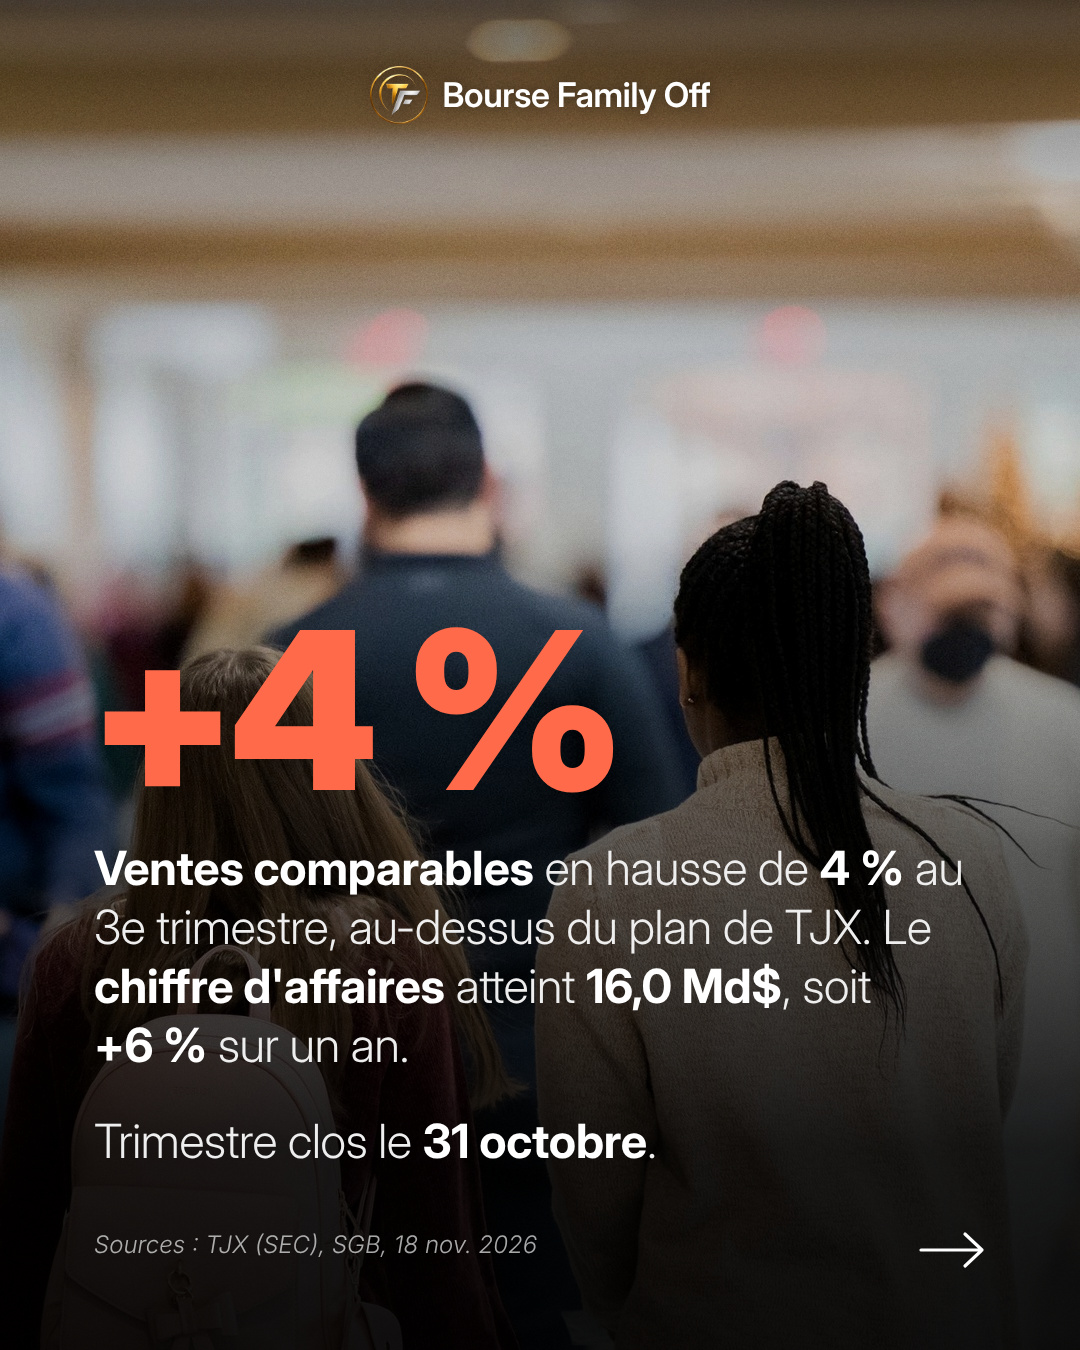 TF Bourse Family Off
+4 %
Ventes comparables en hausse de 4 % au
3e trimestre, au-dessus du plan de TJX. Le
chiffre d'affaires atteint 16,0 Md$, soit
+6 % sur un an.
Trimestre clos le 31 octobre.
Sources : TJX (SEC), SGB, 18 nov. 2026